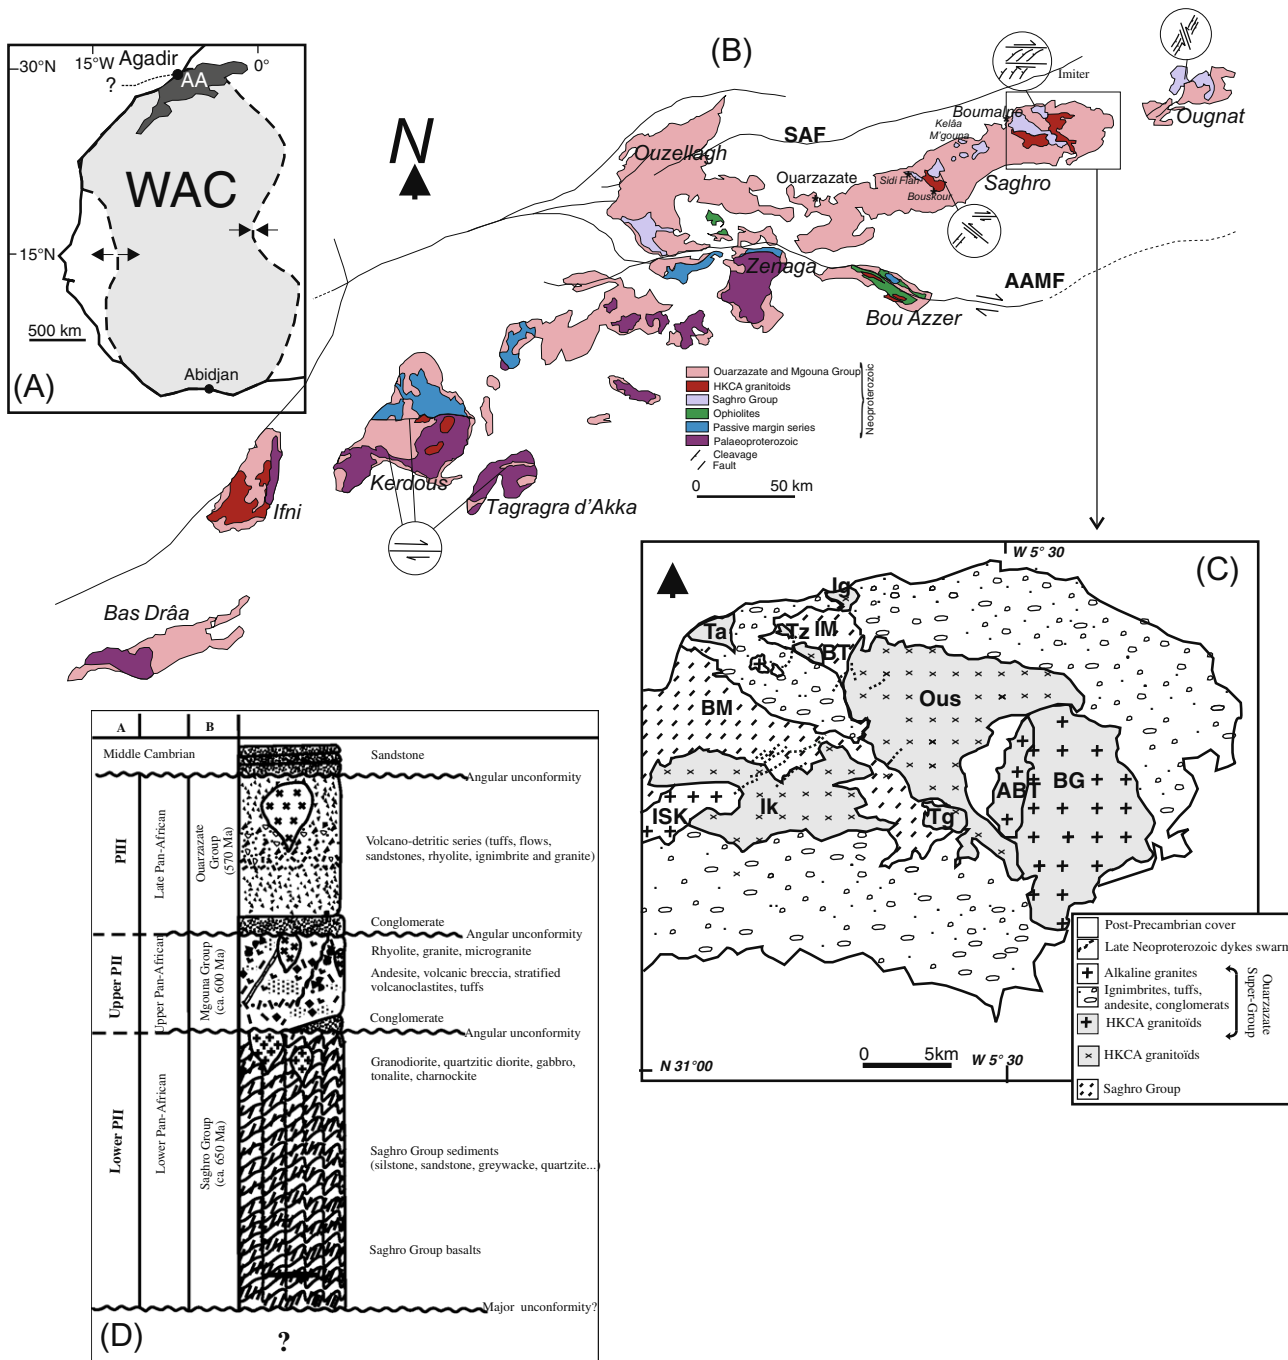 15°W
Agadir
0°
30°N
?
AA
WAC
15°N
500 km
Abidjan
(A)
(B)
N
Imiter
Boumalne
Ougnat
Kelâa
M'gouna
SAF
Ouzellagh
Ouarzazate
Sidi Flah
Saghro
Bouskour
Zenaga
AAMF
Bou Azzer
Ouarzazate and Mgouna Group
HKCA granitoids
Saghro Group
Ophiolites
Passive margin series
Palaeoproterozoic
Neoproterozoic
Cleavage
Fault
0 50 km
Kerdous
Tagragra d'Akka
Ifni
Bas Drâa
W 5° 30
(C)
Ig
Ta
Tz
IM
BT
BM
Ous
ABT
BG
ISK
Ik
Tg
0 5km
N 31°00
W 5° 30
Post-Precambrian cover
Late Neoproterozoic dykes swarm
Alkaline granites
Ignimbrites, tuffs,
andesite, conglomerats
HKCA granitoïds
Ouarzazate
Super-Group
HKCA granitoïds
Saghro Group
A B
Middle Cambrian
Sandstone
Angular unconformity
PIII
Late Pan-African
Ouarzazate
Group
(570 Ma)
Volcano-detritic series (tuffs, flows,
sandstones, rhyolite, ignimbrite and granite)
Conglomerate
Angular unconformity
Upper PII
Upper Pan-African
Mgouna Group
(ca. 600 Ma)
Rhyolite, granite, microgranite
Andesite, volcanic breccia, stratified
volcanoclastites, tuffs
Conglomerate
Angular unconformity
Lower PII
Lower Pan-African
Saghro Group
(ca. 650 Ma)
Granodiorite, quartzitic diorite, gabbro,
tonalite, charnockite
Saghro Group sediments
(silstone, sandstone, greywacke, quartzite...)
Saghro Group basalts
Major unconformity?
(D)
?